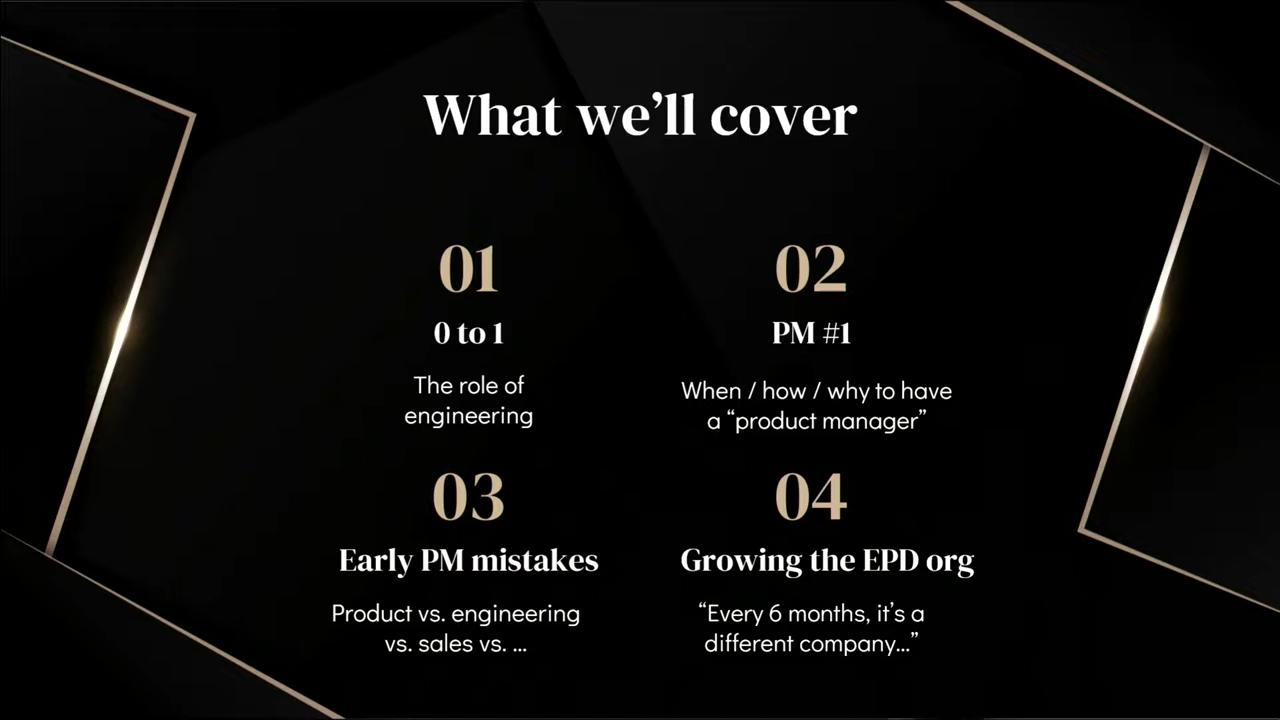 What we’ll cover
01
0 to 1
The role of
engineering
02
PM #1
When / how / why to have
a “product manager”
03
Early PM mistakes
Product vs. engineering
vs. sales vs. ...
04
Growing the EPD org
“Every 6 months, it’s a
different company...”